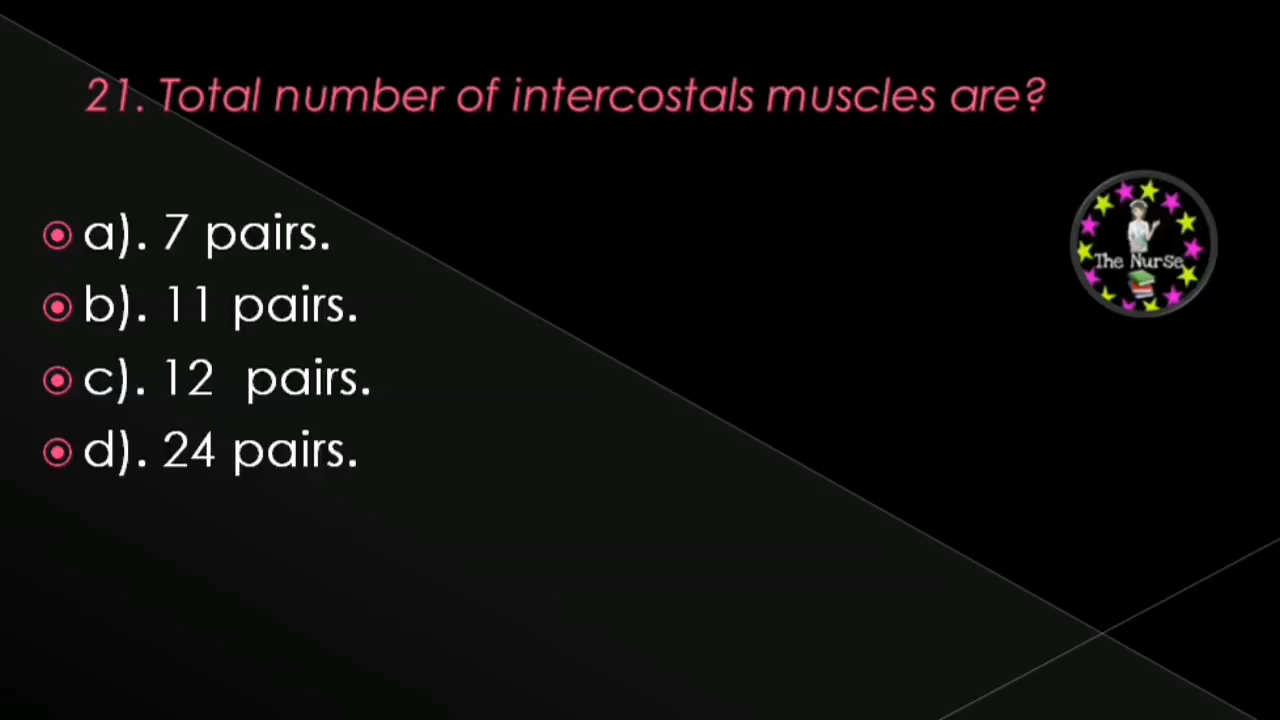 21. Total number of intercostals muscles are?
a). 7 pairs.
b). 11 pairs.
c). 12 pairs.
d). 24 pairs.
The Nurse